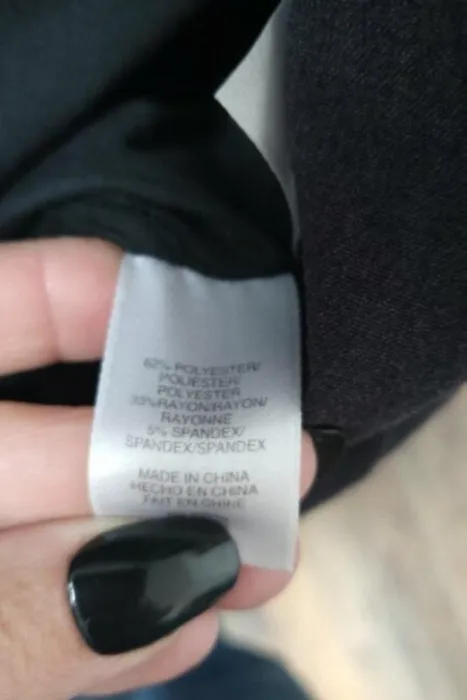 62% POLYESTER/
POLIÉSTER/
POLYESTER
33%RAYON/RAYON/
RAYONNE
5% SPANDEX/
SPANDEX/SPANDEX
MADE IN CHINA
HECHO EN CHINA
FAIT EN CHINE